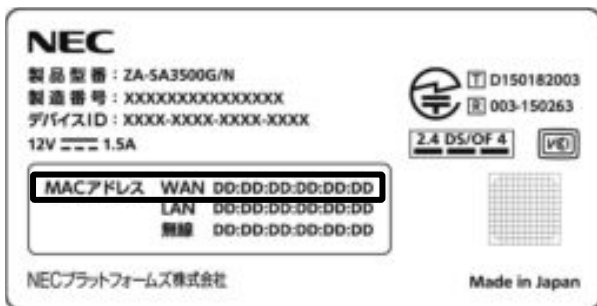 NEC
製品型番：ZA-SA3500G/N
製造番号：XXXXXXXXXXXXXXX
デバイスID：XXXX-XXXX-XXXX-XXXX
12V 1.5A
T D150182003
R 003-150263
2.4 DS/OF 4
VCI
MACアドレス WAN DD:DD:DD:DD:DD:DD
LAN DD:DD:DD:DD:DD:DD
無線 DD:DD:DD:DD:DD:DD
NECプラットフォームズ株式会社
Made in Japan